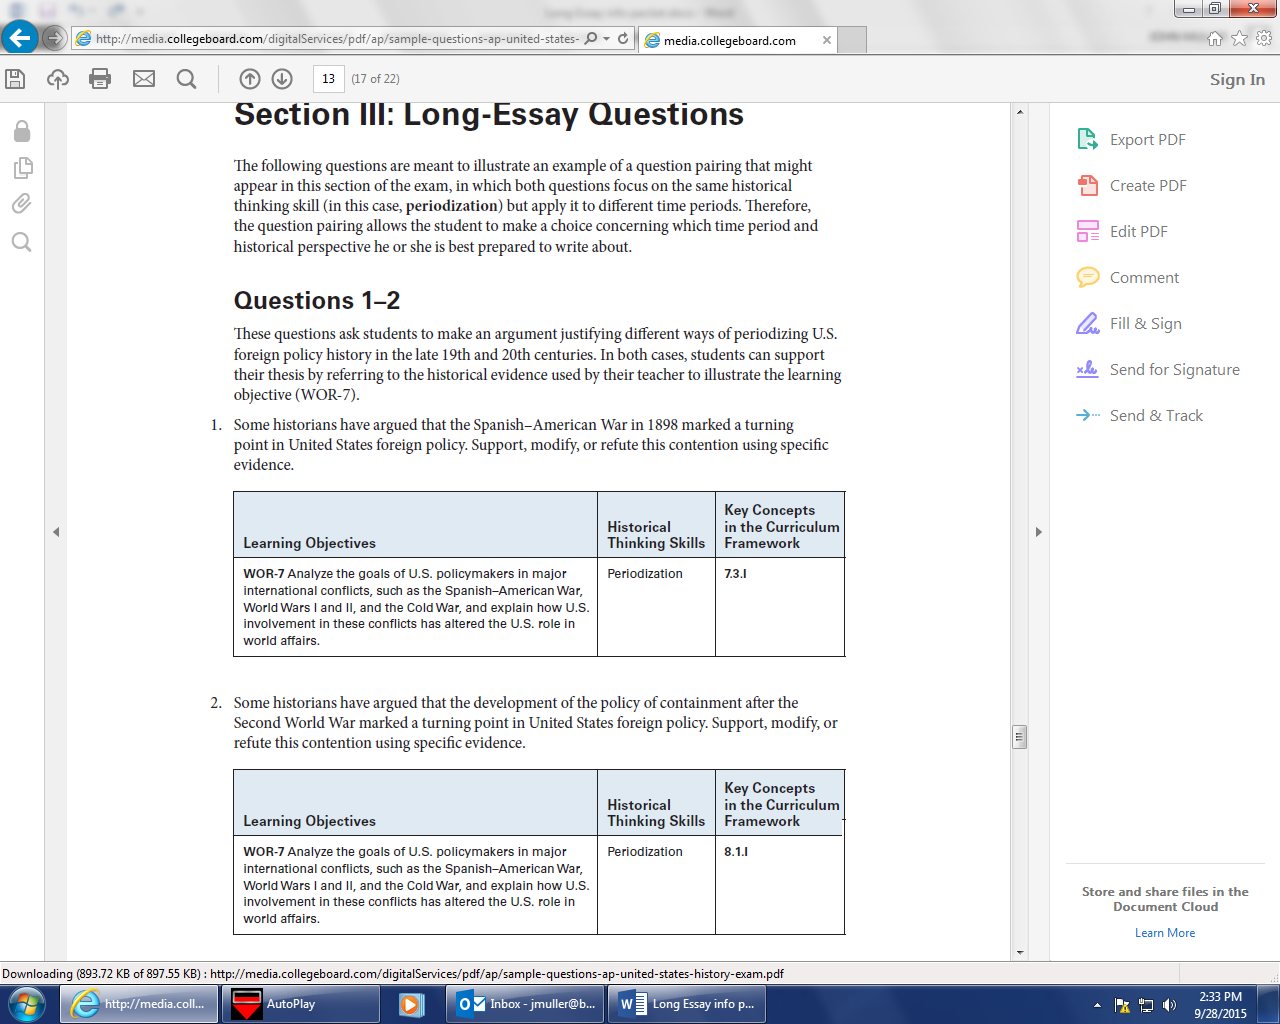 http://media.collegeboard.com/digitalServices/pdf/ap/sample-questions-ap-united-states-
media.collegeboard.com
13 (17 of 22)
Sign In
Section III: Long-Essay Questions
The following questions are meant to illustrate an example of a question pairing that might
appear in this section of the exam, in which both questions focus on the same historical
thinking skill (in this case, periodization) but apply it to different time periods. Therefore,
the question pairing allows the student to make a choice concerning which time period and
historical perspective he or she is best prepared to write about.
Questions 1–2
These questions ask students to make an argument justifying different ways of periodizing U.S.
foreign policy history in the late 19th and 20th centuries. In both cases, students can support
their thesis by referring to the historical evidence used by their teacher to illustrate the learning
objective (WOR-7).
1. Some historians have argued that the Spanish–American War in 1898 marked a turning
point in United States foreign policy. Support, modify, or refute this contention using specific
evidence.
Learning Objectives
Historical
Thinking Skills
Key Concepts
in the Curriculum
Framework
WOR-7 Analyze the goals of U.S. policymakers in major
international conflicts, such as the Spanish–American War,
World Wars I and II, and the Cold War, and explain how U.S.
involvement in these conflicts has altered the U.S. role in
world affairs.
Periodization
7.3.I
2. Some historians have argued that the development of the policy of containment after the
Second World War marked a turning point in United States foreign policy. Support, modify, or
refute this contention using specific evidence.
Learning Objectives
Historical
Thinking Skills
Key Concepts
in the Curriculum
Framework
WOR-7 Analyze the goals of U.S. policymakers in major
international conflicts, such as the Spanish–American War,
World Wars I and II, and the Cold War, and explain how U.S.
involvement in these conflicts has altered the U.S. role in
world affairs.
Periodization
8.1.I
Export PDF
Create PDF
Edit PDF
Comment
Fill & Sign
Send for Signature
Send & Track
Store and share files in the
Document Cloud
Learn More
Downloading (893.72 KB of 897.55 KB) : http://media.collegeboard.com/digitalServices/pdf/ap/sample-questions-ap-united-states-history-exam.pdf
http://media.coll...
AutoPlay
Inbox - jmuller@b...
Long Essay info p...
2:33 PM
9/28/2015